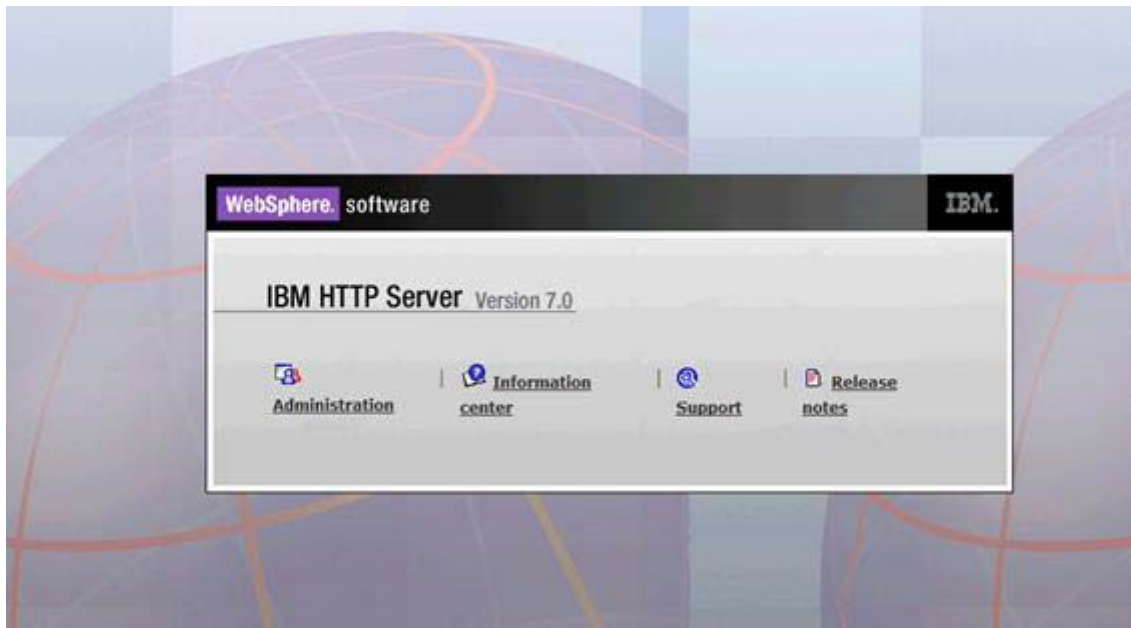 WebSphere. software IBM.
IBM HTTP Server Version 7.0
Administration | Information center | Support | Release notes